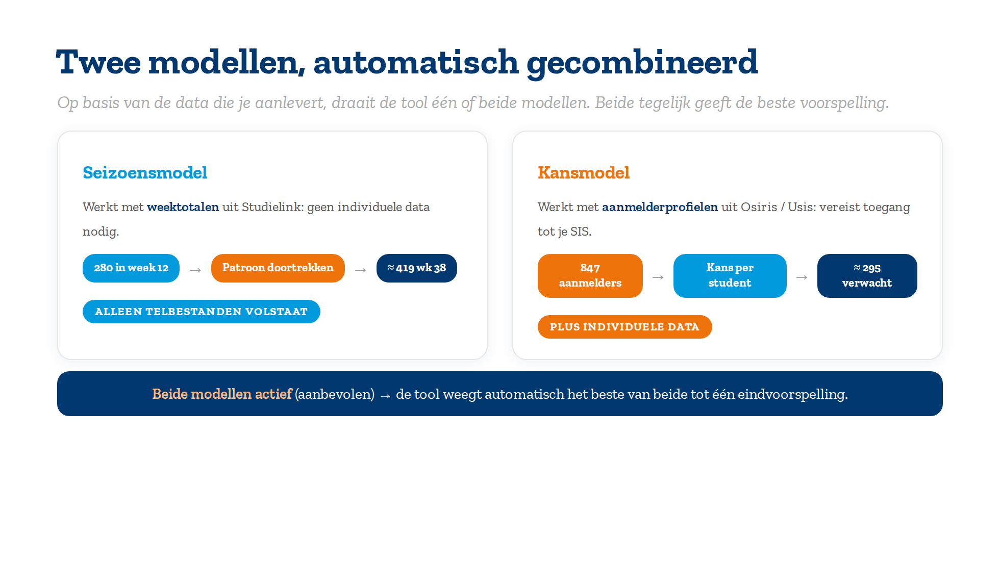 Twee modellen, automatisch gecombineerd
Op basis van de data die je aanlevert, draait de tool één of beide modellen. Beide tegelijk geeft de beste voorspelling.
Seizoensmodel
Werkt met weektotalen uit Studielink: geen individuele data
nodig.
280 in week 12 → Patroon doortrekken → ≈ 419 wk 38
ALLEEN TELBESTANDEN VOLSTAAT
Kansmodel
Werkt met aanmelderprofielen uit Osiris / Usis: vereist toegang
tot je SIS.
847
aanmelders
→
Kans per
student
→
≈ 295
verwacht
PLUS INDIVIDUELE DATA
Beide modellen actief (aanbevolen) → de tool weegt automatisch het beste van beide tot één eindvoorspelling.